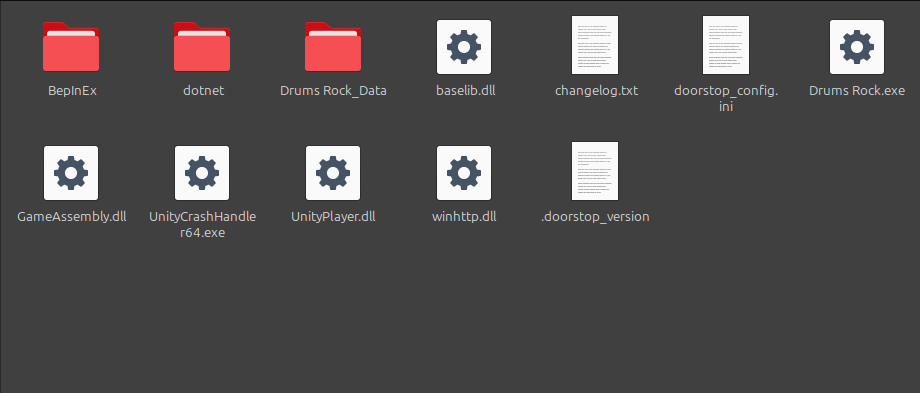 BepInEx
dotnet
Drums Rock_Data
baselib.dll
changelog.txt
doorstop_config.
ini
Drums Rock.exe
GameAssembly.dll
UnityCrashHandle
r64.exe
UnityPlayer.dll
winhttp.dll
.doorstop_version